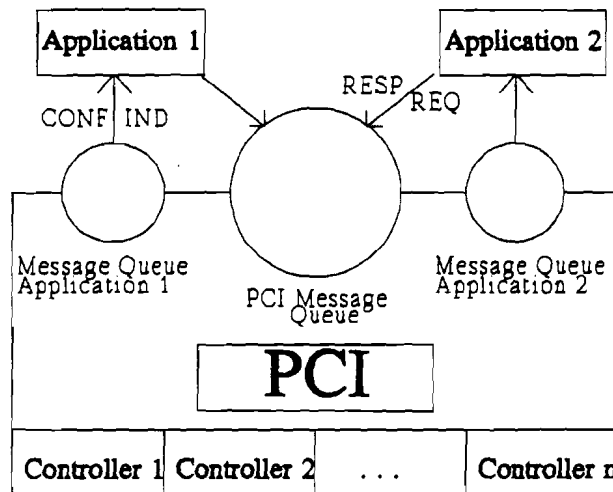 Application 1
Application 2
RESP
REQ
CONF IND
Message Queue
Application 1
PCI Message
Queue
Message Queue
Application 2
PCI
Controller 1
Controller 2
. . .
Controller n